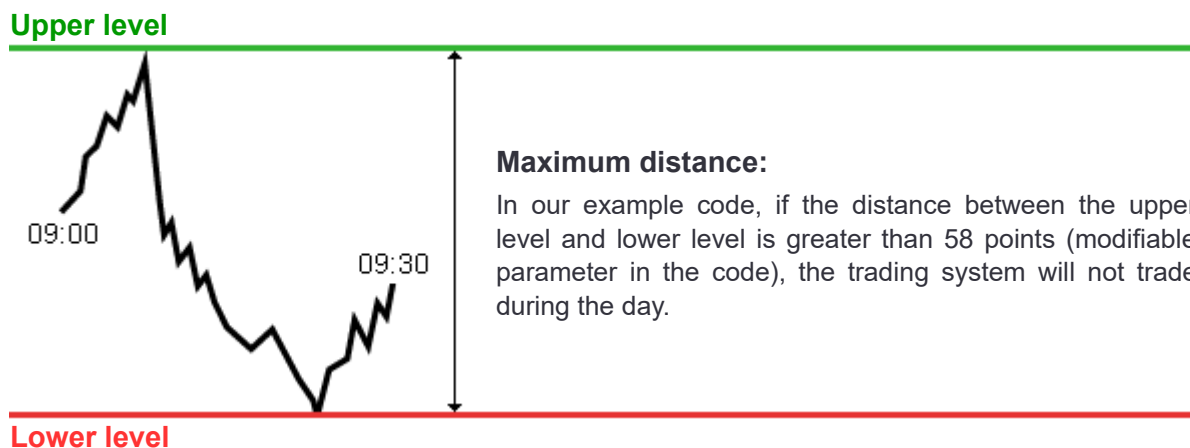 Upper level
Maximum distance:
In our example code, if the distance between the upper
level and lower level is greater than 58 points (modifiable
parameter in the code), the trading system will not trade
during the day.
09:00
09:30
Lower level